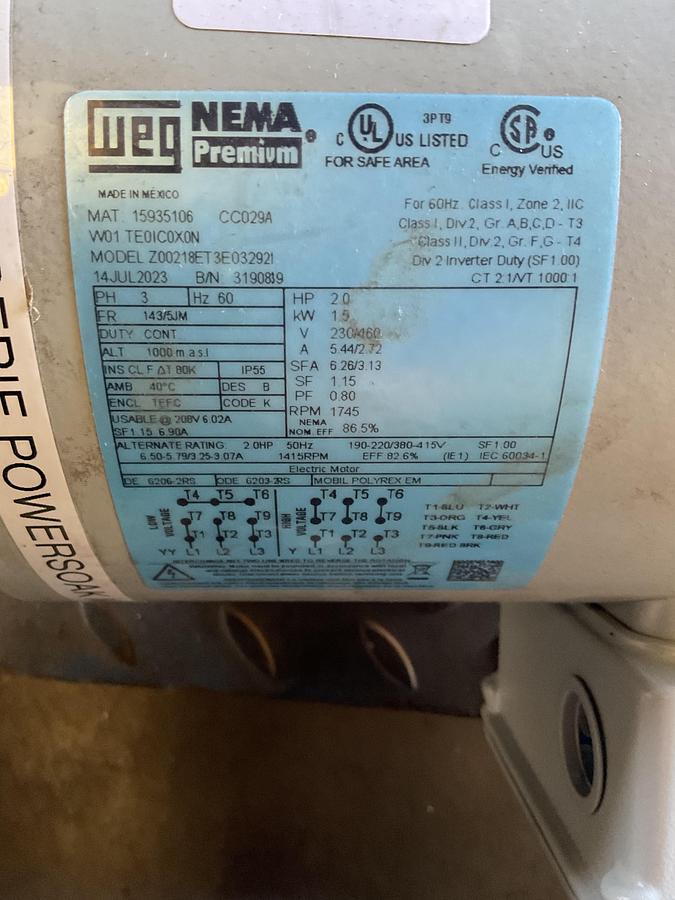 weg NEMA Premium ®
C UL US LISTED 3PT9
FOR SAFE AREA
C SA ® US
Energy Verified
MADE IN MEXICO
MAT. 15935106 CC029A
W01.TE0IC0X0N
MODEL Z00218ET3E03292I
14JUL2023 B/N
For 60Hz. Class I, Zone 2, IIC
Class I, Div.2, Gr. A,B,C,D - T3
Class II, Div.2, Gr. F,G - T4
Div 2 Inverter Duty (SF1.00)
CT 2:1/VT 1000:1
PH 3 Hz 60
FR 143/5JM
DUTY CONT.
ALT 1000 m.a.s.l
INS CL.F ΔT 80K IP55
AMB 40°C DES B
ENCL. TEFC CODE K
USABLE @ 208V 6.02A
SF1.15 6.90A
HP 2.0
kW 1.5
V 230/460
A 5.44/2.72
SFA 6.26/3.13
SF 1.15
PF 0.80
RPM 1745
NEMA NOM. EFF 86.5%
ALTERNATE RATING: 2.0HP 50Hz 190-220/380-415V SF1.00
6.50-5.79/3.25-3.07A 1415RPM EFF 82.6% (IE1) IEC 60034-1
Electric Motor
DE 6206-2RS ODE 6203-2RS MOBIL POLYREX EM
LOW VOLTAGE
T4 T5 T6
T7 T8 T9
T1 T2 T3
YY L1 L2 L3
HIGH VOLTAGE
T4 T5 T6
T7 T8 T9
T1 T2 T3
Y L1 L2 L3
T1-BLU T2-WHT
T3-ORG T4-YEL
T5-BLK T6-GRY
T7-PNK T8-RED
T9-RED BRK
INTERCHANGE ANY TWO LINE WIRES TO REVERSE THE ROTATION
POWERSOAK